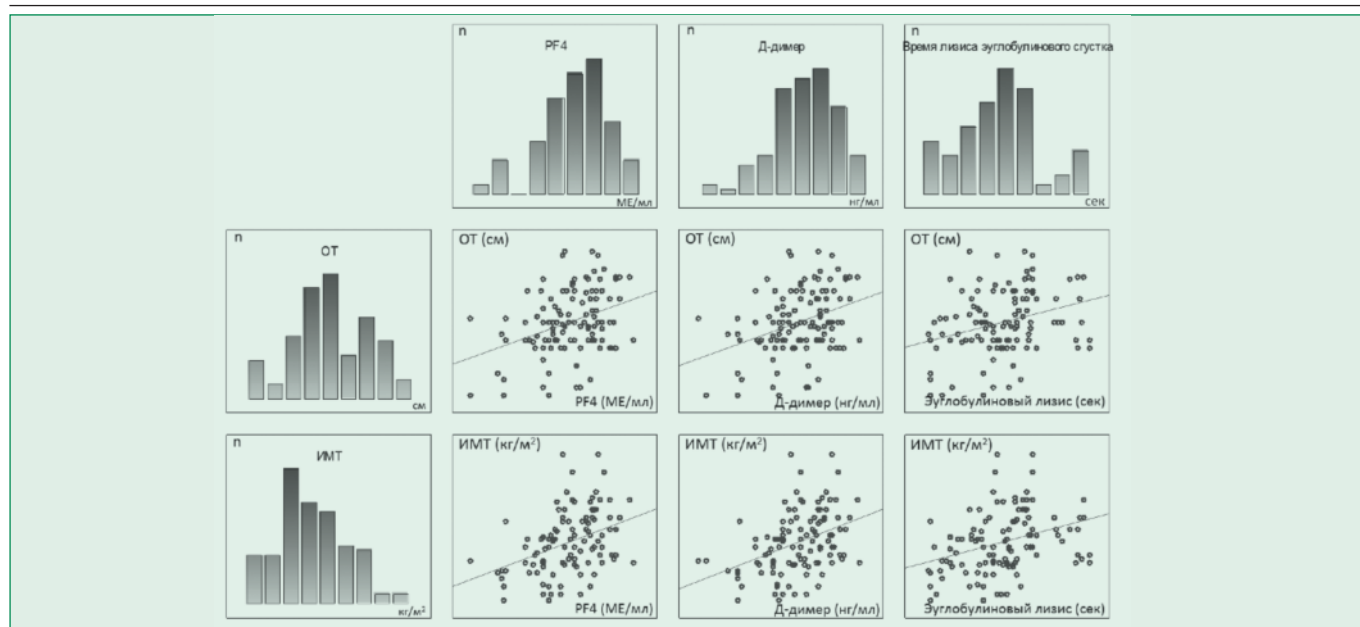 n
PF4
МЕ/мл
n
Д-димер
нг/мл
n
Время лизиса эуглобулинового сгустка
сек
n
ОТ
см
ОТ (см)
PF4 (МЕ/мл)
ОТ (см)
Д-димер (нг/мл)
ОТ (см)
Эуглобулиновый лизис (сек)
n
ИМТ
кг/м²
ИМТ (кг/м²)
PF4 (МЕ/мл)
ИМТ (кг/м²)
Д-димер (нг/мл)
ИМТ (кг/м²)
Эуглобулиновый лизис (сек)